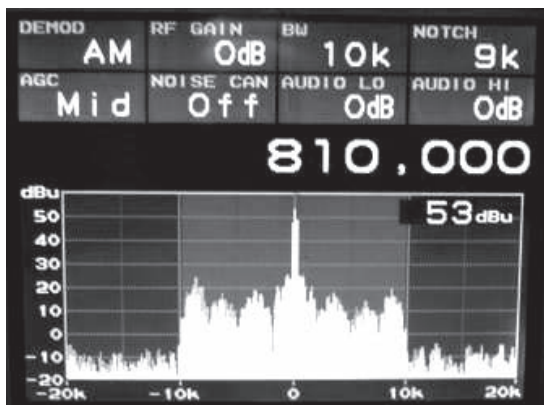 DEMOD RF GAIN BW NOTCH
AM 0dB 10k 9k
AGC NOISE CAN AUDIO LO AUDIO HI
Mid Off 0dB 0dB
810,000
dBu
53dBu
50
40
30
20
10
0
-10
-20
-20k -10k 0 10k 20k